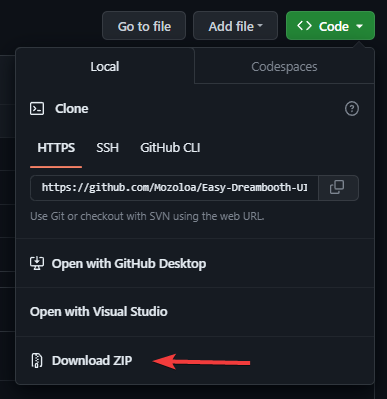 Go to file
Add file
Code
Local
Codespaces
Clone
HTTPS
SSH
GitHub CLI
https://github.com/Mozoloa/Easy-Dreambooth-UI
Use Git or checkout with SVN using the web URL.
Open with GitHub Desktop
Open with Visual Studio
Download ZIP